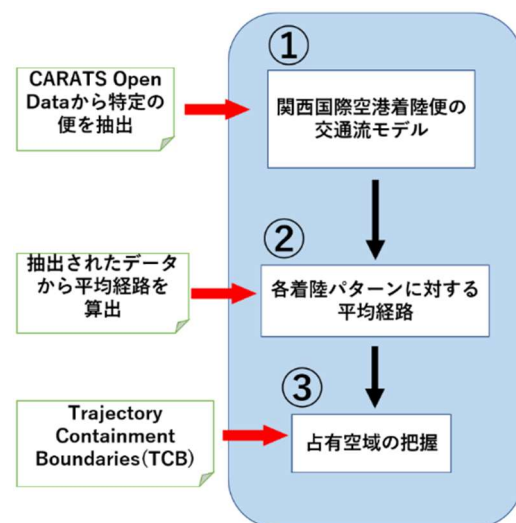 ①
CARATS Open
Dataから特定の
便を抽出
関西国際空港着陸便の
交通流モデル
②
抽出されたデータ
から平均経路を
算出
各着陸パターンに対する
平均経路
③
Trajectory
Containment
Boundaries(TCB)
占有空域の把握